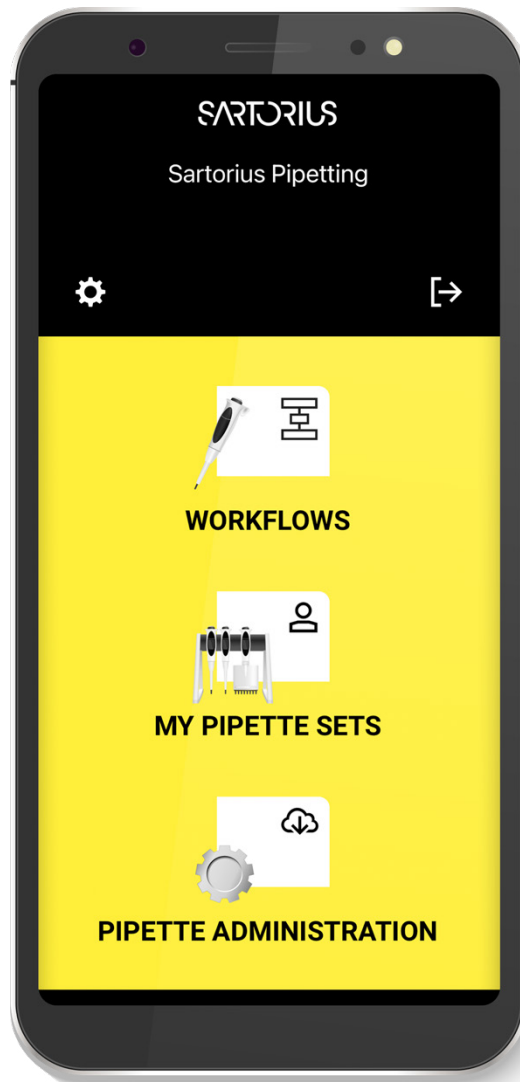 SARTORIUS
Sartorius Pipetting
WORKFLOWS
MY PIPETTE SETS
PIPETTE ADMINISTRATION